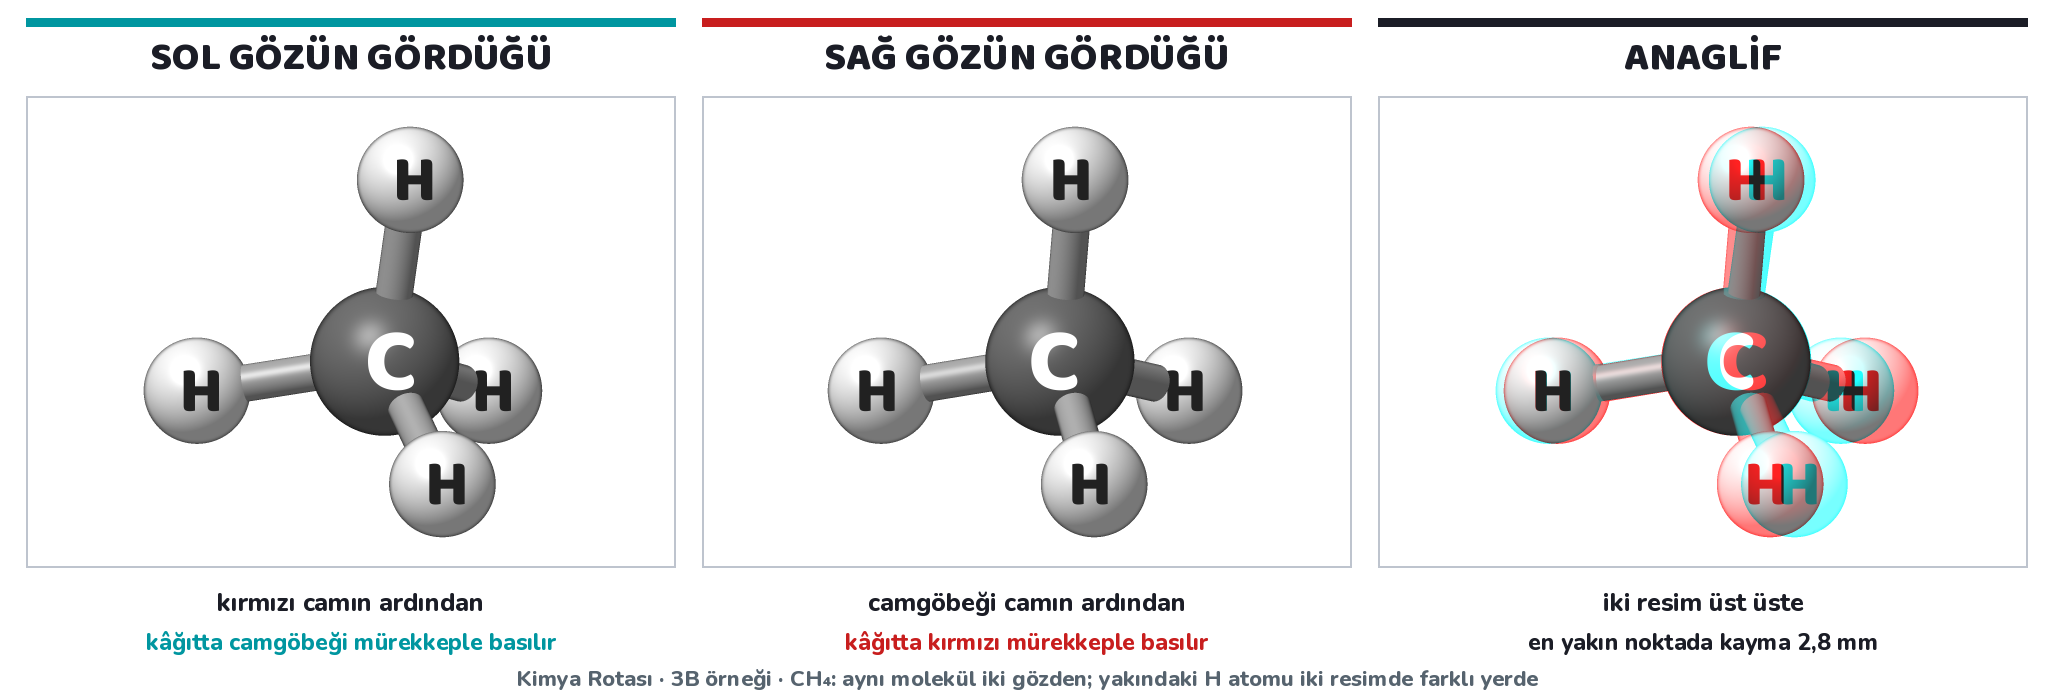 SOL GÖZÜN GÖRDÜĞÜ
H
H
C
H
H
kırmızı camın ardından
kâğıtta camgöbeği mürekkeple basılır
SAĞ GÖZÜN GÖRDÜĞÜ
H
H
C
H
H
camgöbeği camın ardından
kâğıtta kırmızı mürekkeple basılır
ANAGLİF
HH
H
C
HH
HH
iki resim üst üste
en yakın noktada kayma 2,8 mm
Kimya Rotası · 3B örneği · CH₄: aynı molekül iki gözden; yakındaki H atomu iki resimde farklı yerde